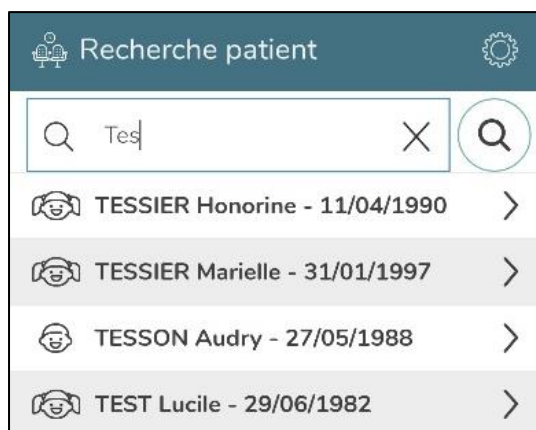 Recherche patient
Tes
TESSIER Honorine - 11/04/1990
TESSIER Marielle - 31/01/1997
TESSON Audry - 27/05/1988
TEST Lucile - 29/06/1982